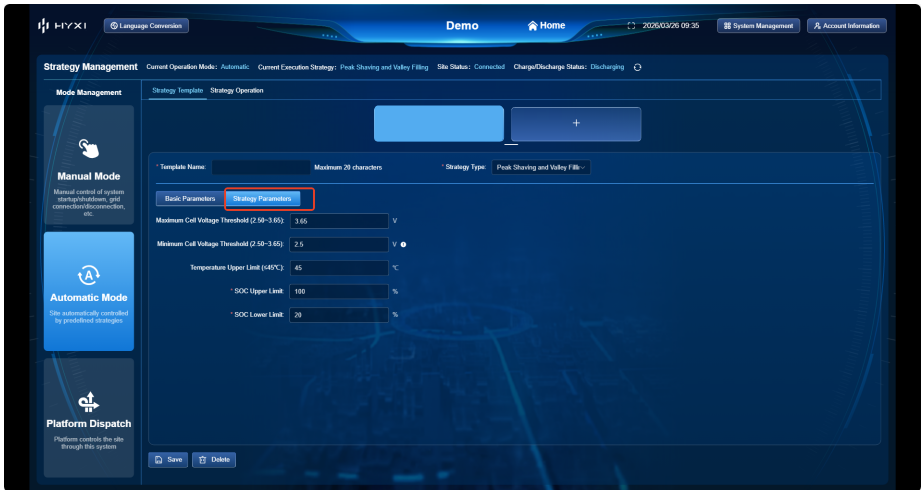 HYXI
Language Conversion
Demo
Home
2026/03/26 09:35
System Management
Account Information
Strategy Management
Current Operation Mode: Automatic
Current Execution Strategy: Peak Shaving and Valley Filling
Site Status: Connected
Charge/Discharge Status: Discharging
Mode Management
Strategy Template
Strategy Operation
+
Manual Mode
Manual control of system
startup/shutdown, grid
connection/disconnection,
etc.
Automatic Mode
Site automatically controlled
by predefined strategies
Platform Dispatch
Platform controls the site
through this system
* Template Name:
Maximum 20 characters
* Strategy Type:
Peak Shaving and Valley Fillir
Basic Parameters
Strategy Parameters
Maximum Cell Voltage Threshold (2.50~3.65): 3.65 V
Minimum Cell Voltage Threshold (2.50~3.65): 2.5 V
Temperature Upper Limit (≤45℃): 45 ℃
* SOC Upper Limit: 100 %
* SOC Lower Limit: 20 %
Save
Delete